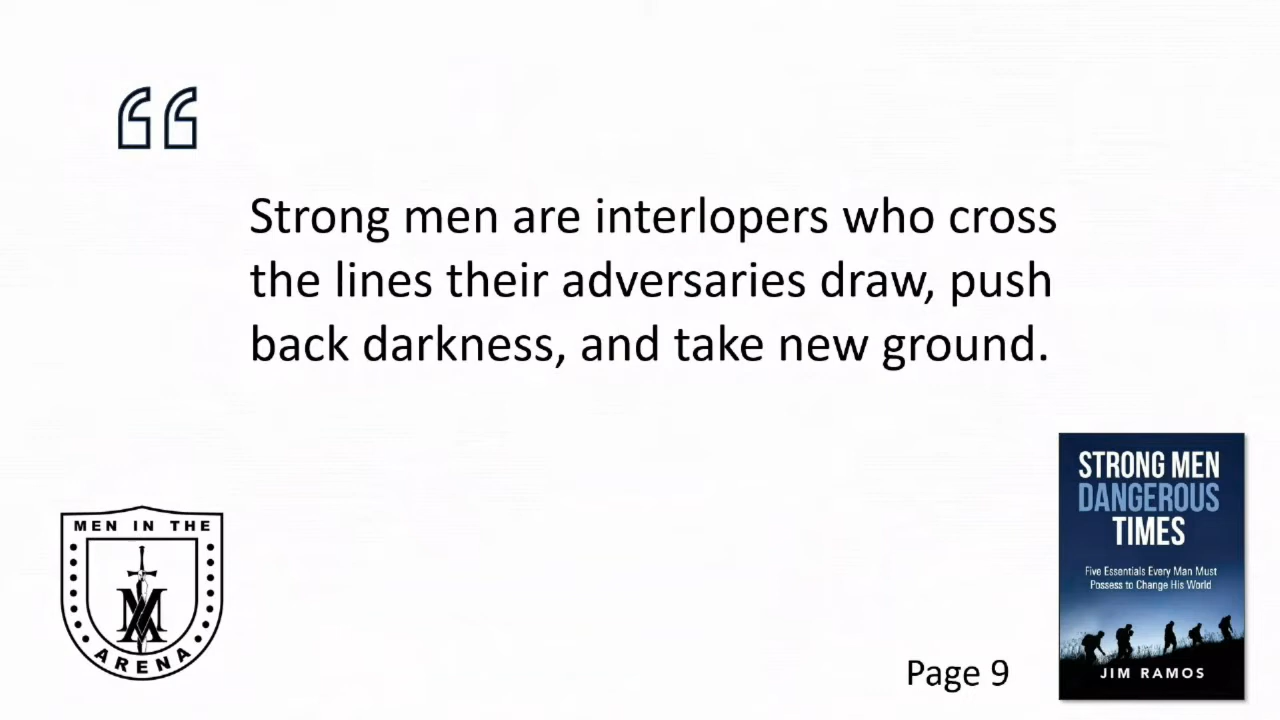 “
Strong men are interlopers who cross
the lines their adversaries draw, push
back darkness, and take new ground.
MEN IN THE
M
ARENA
STRONG MEN
DANGEROUS
TIMES
Five Essentials Every Man Must
Possess to Change His World
JIM RAMOS
Page 9